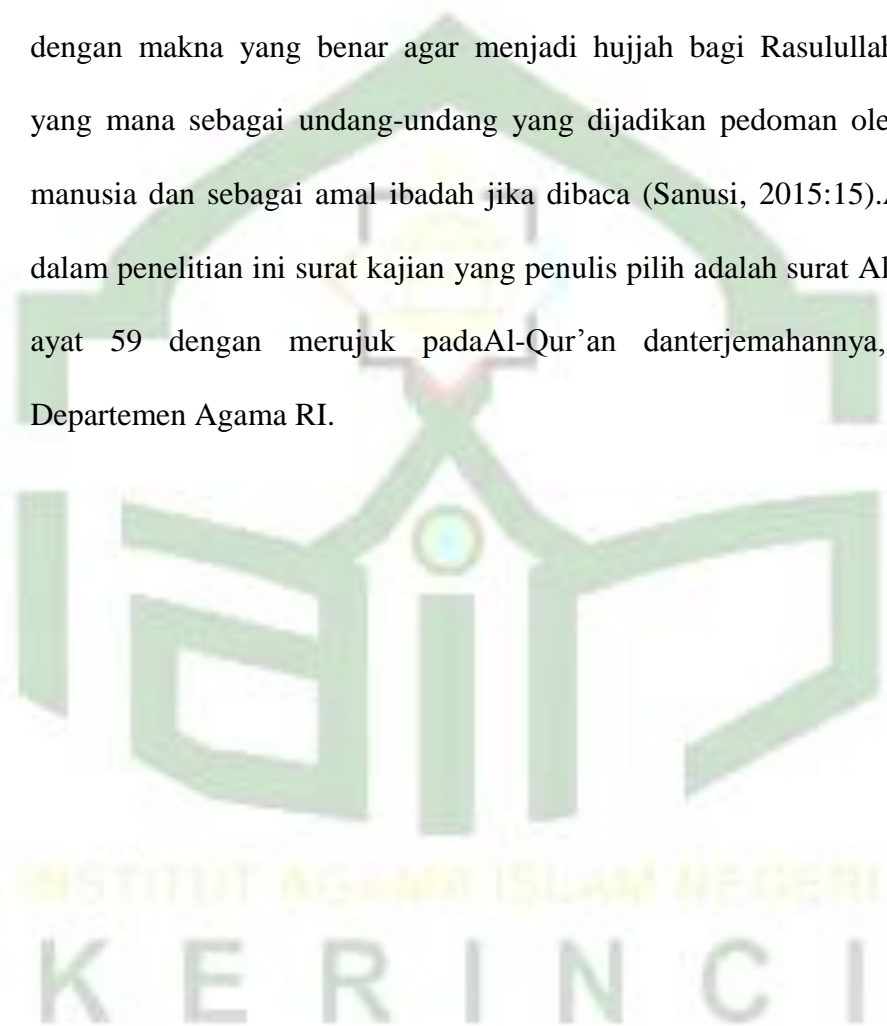 dengan makna yang benar agar menjadi hujjah bagi Rasulullah
yang mana sebagai undang-undang yang dijadikan pedoman ole
manusia dan sebagai amal ibadah jika dibaca (Sanusi, 2015:15).
dalam penelitian ini surat kajian yang penulis pilih adalah surat Al
ayat 59 dengan merujuk padaAl-Qur’an danterjemahannya,
Departemen Agama RI.
INSTITUT AGAMA ISLAM NEGERI
KERINCI